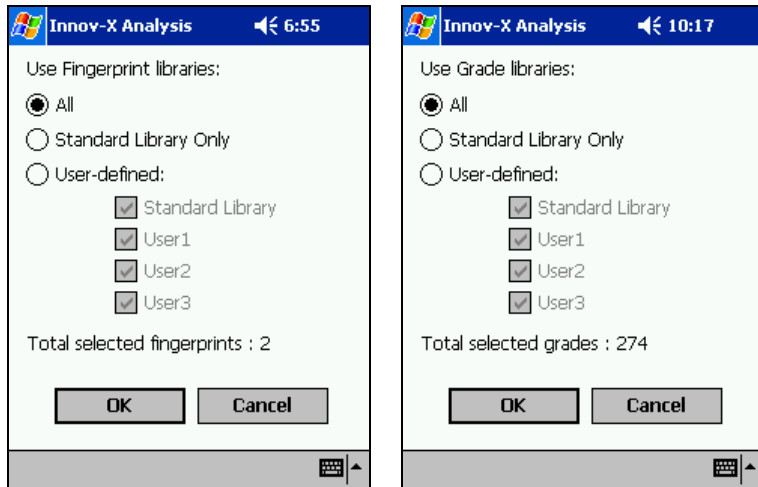 Innov-X Analysis 6:55
Use Fingerprint libraries:
All
Standard Library Only
User-defined:
Standard Library
User1
User2
User3
Total selected fingerprints : 2
OK Cancel
Innov-X Analysis 10:17
Use Grade libraries:
All
Standard Library Only
User-defined:
Standard Library
User1
User2
User3
Total selected grades : 274
OK Cancel